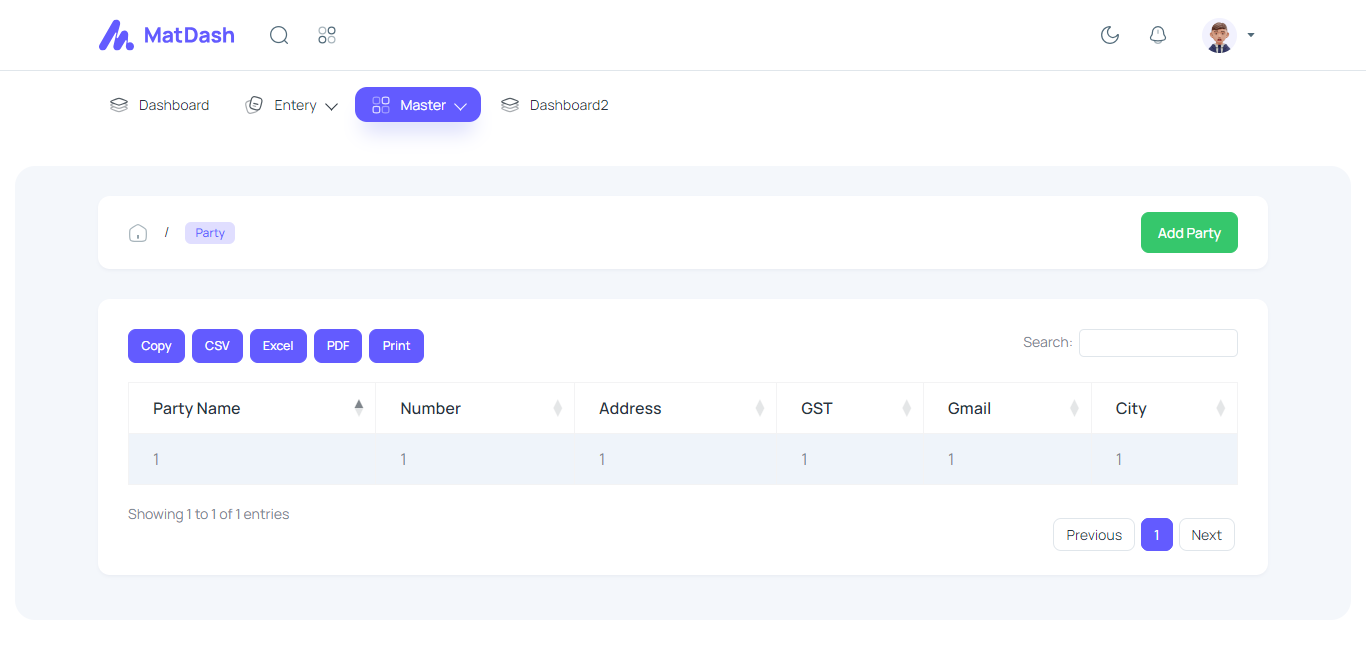 MatDash
Dashboard Entery Master Dashboard2
/ Party Add Party
Copy CSV Excel PDF Print Search:
Party Name Number Address GST Gmail City
1 1 1 1 1 1
Showing 1 to 1 of 1 entries
Previous 1 Next